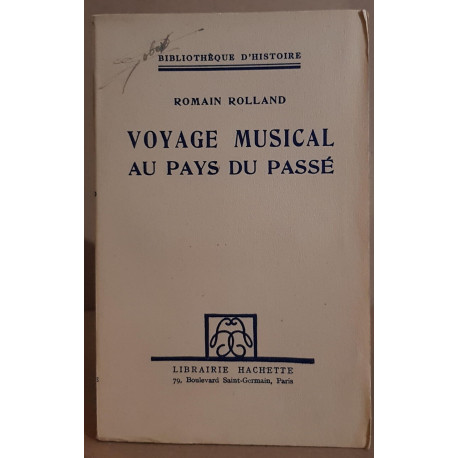 BIBLIOTHÈQUE D'HISTOIRE
ROMAIN ROLLAND
VOYAGE MUSICAL
AU PAYS DU PASSÉ
LIBRAIRIE HACHETTE
79, Boulevard Saint-Germain, Paris